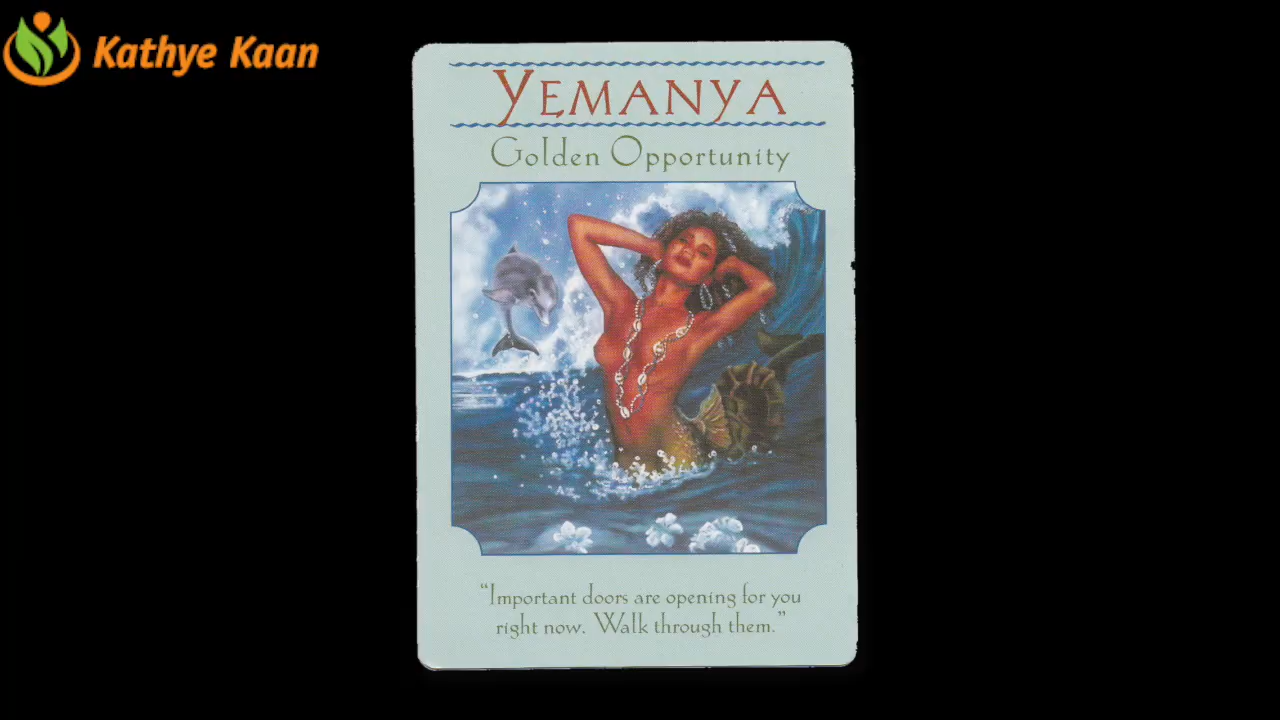 Kathye Kaan
YEMANYA
Golden Opportunity
“Important doors are opening for you
right now. Walk through them.”